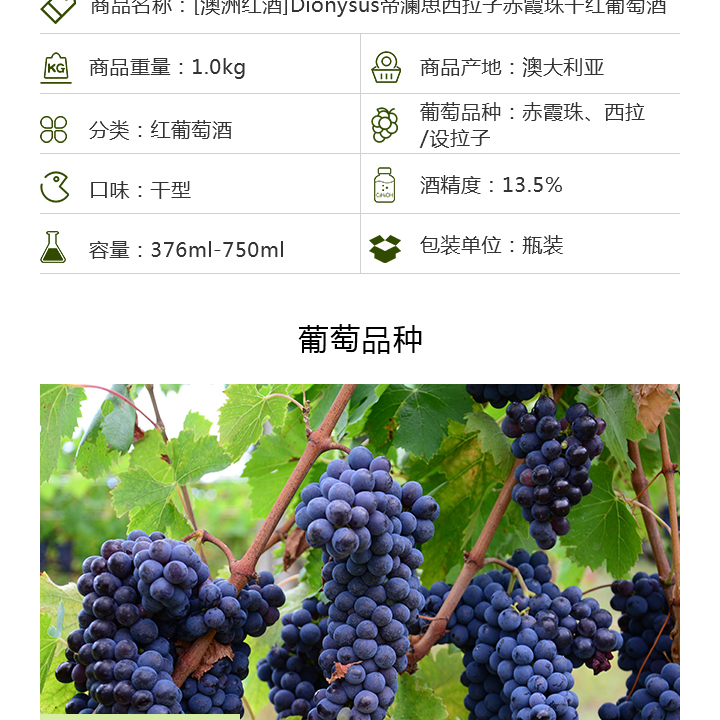 商品名称：[澳洲红酒]Dionysus帝澜思西拉子赤霞珠干红葡萄酒
KG 商品重量：1.0kg
商品产地：澳大利亚
分类：红葡萄酒
葡萄品种：赤霞珠、西拉
/设拉子
口味：干型
酒精度：13.5%
容量：376ml-750ml
包装单位：瓶装
葡萄品种